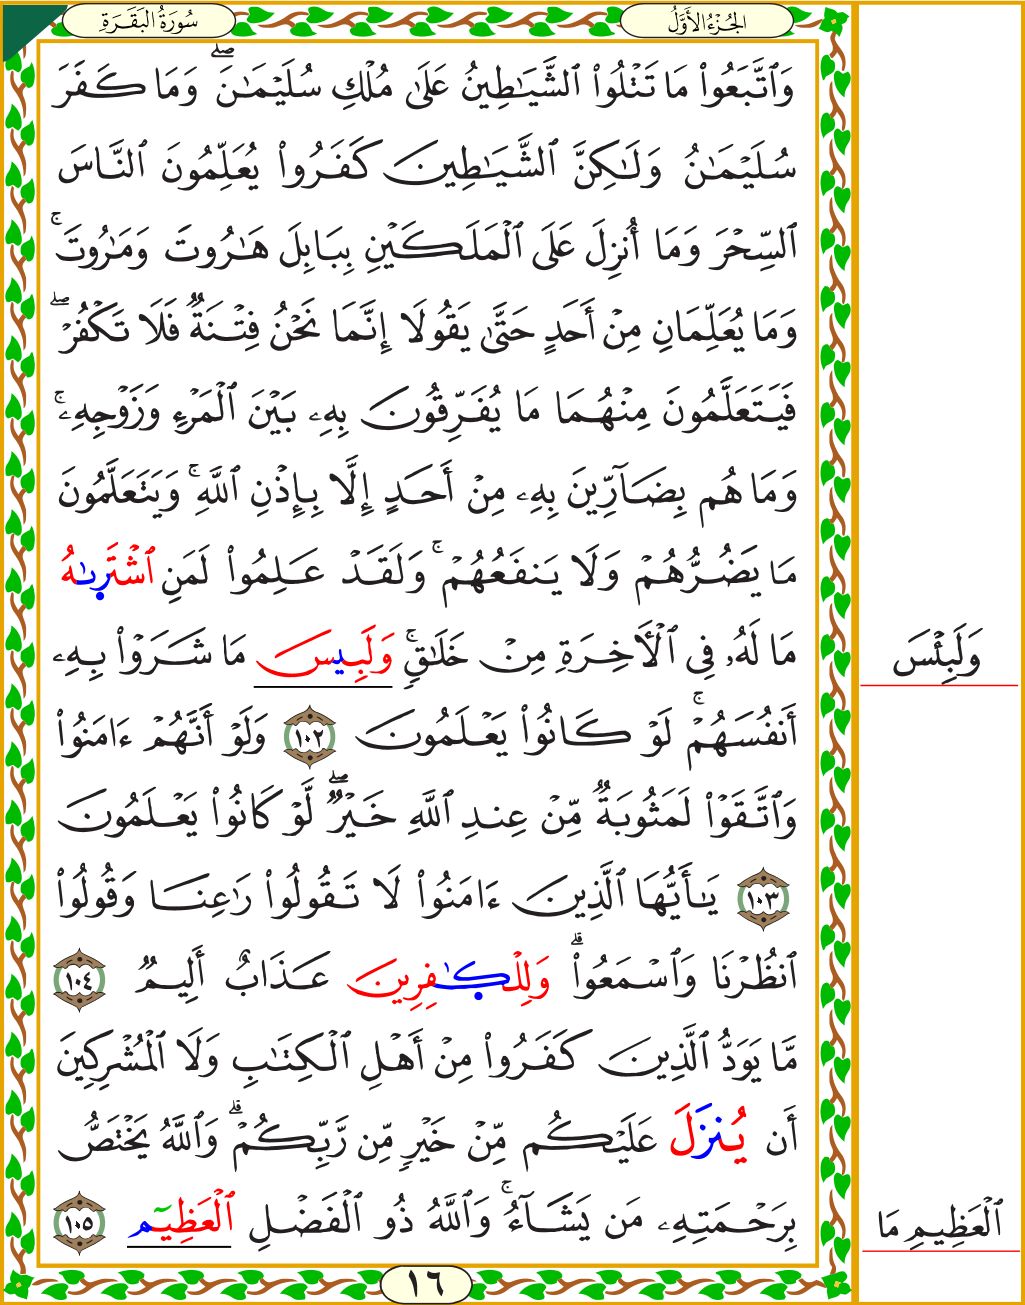 سُورَةُ البَقَرَةِ
الجُزْءُ الأَوَّلُ
وَٱتَّبَعُواْ مَا تَتْلُواْ ٱلشَّيَٰطِينُ عَلَىٰ مُلْكِ سُلَيْمَٰنَۖ وَمَا كَفَرَ
سُلَيْمَٰنُ وَلَٰكِنَّ ٱلشَّيَٰطِينَ كَفَرُواْ يُعَلِّمُونَ ٱلنَّاسَ
ٱلسِّحْرَ وَمَا أُنزِلَ عَلَى ٱلْمَلَكَيْنِ بِبَابِلَ هَٰرُوتَ وَمَٰرُوتَۚ
وَمَا يُعَلِّمَانِ مِنْ أَحَدٍ حَتَّىٰ يَقُولَا إِنَّمَا نَحْنُ فِتْنَةٌ فَلَا تَكْفُرْۖ
فَيَتَعَلَّمُونَ مِنْهُمَا مَا يُفَرِّقُونَ بِهِۦ بَيْنَ ٱلْمَرْءِ وَزَوْجِهِۦۚ
وَمَا هُم بِضَآرِّينَ بِهِۦ مِنْ أَحَدٍ إِلَّا بِإِذْنِ ٱللَّهِۚ وَيَتَعَلَّمُونَ
مَا يَضُرُّهُمْ وَلَا يَنفَعُهُمْۚ وَلَقَدْ عَلِمُواْ لَمَنِ ٱشْتَرَىٰهُ
مَا لَهُۥ فِي ٱلْأَخِرَةِ مِنْ خَلَٰقٍۚ وَلَبِيسَ مَا شَرَوْاْ بِهِۦ
وَلَبِئْسَ
أَنفُسَهُمْۚ لَوْ كَانُواْ يَعْلَمُونَ ١٠٢ وَلَوْ أَنَّهُمْ ءَامَنُواْ
وَٱتَّقَوْاْ لَمَثُوبَةٌ مِّنْ عِندِ ٱللَّهِ خَيْرٌۖ لَّوْ كَانُواْ يَعْلَمُونَ
١٠٣ يَٰأَيُّهَا ٱلَّذِينَ ءَامَنُواْ لَا تَقُولُواْ رَٰعِنَا وَقُولُواْ
ٱنظُرْنَا وَٱسْمَعُواْۗ وَلِلْكَٰفِرِينَ عَذَابٌ أَلِيمٌ ١٠٤
مَّا يَوَدُّ ٱلَّذِينَ كَفَرُواْ مِنْ أَهْلِ ٱلْكِتَٰبِ وَلَا ٱلْمُشْرِكِينَ
أَن يُنزَلَ عَلَيْكُم مِّنْ خَيْرٍ مِّن رَّبِّكُمْۗ وَٱللَّهُ يَخْتَصُّ
بِرَحْمَتِهِۦ مَن يَشَآءُۚ وَٱللَّهُ ذُو ٱلْفَضْلِ ٱلْعَظِيم ١٠٥
ٱلْعَظِيمِ مَا
١٦